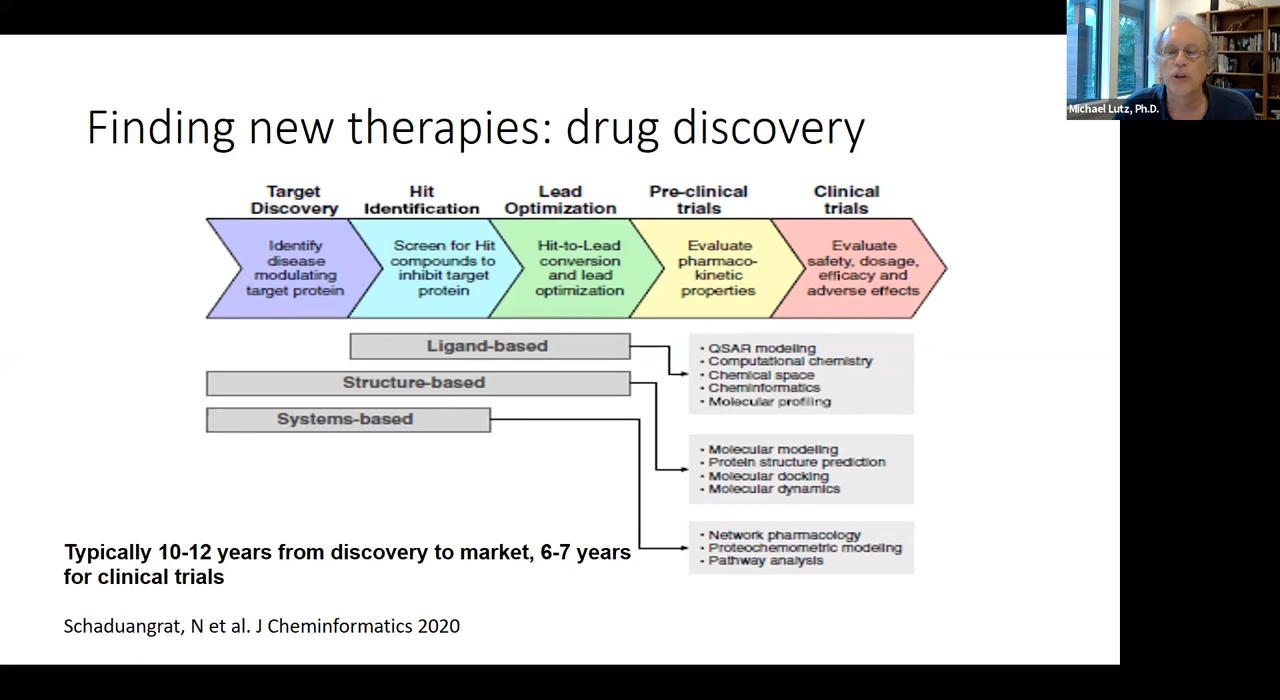 Michael Lutz, Ph.D.
Finding new therapies: drug discovery
Target
Discovery
Hit
Identification
Lead
Optimization
Pre-clinical
trials
Clinical
trials
Identify
disease
modulating
target protein
Screen for Hit
compounds to
inhibit target
protein
Hit-to-Lead
conversion
and lead
optimization
Evaluate
pharmaco-
kinetic
properties
Evaluate
safety, dosage,
efficacy and
adverse effects
Ligand-based
Structure-based
Systems-based
• QSAR modeling
• Computational chemistry
• Chemical space
• Cheminformatics
• Molecular profiling
• Molecular modeling
• Protein structure prediction
• Molecular docking
• Molecular dynamics
• Network pharmacology
• Proteochemometric modeling
• Pathway analysis
Typically 10-12 years from discovery to market, 6-7 years
for clinical trials
Schaduangrat, N et al. J Cheminformatics 2020